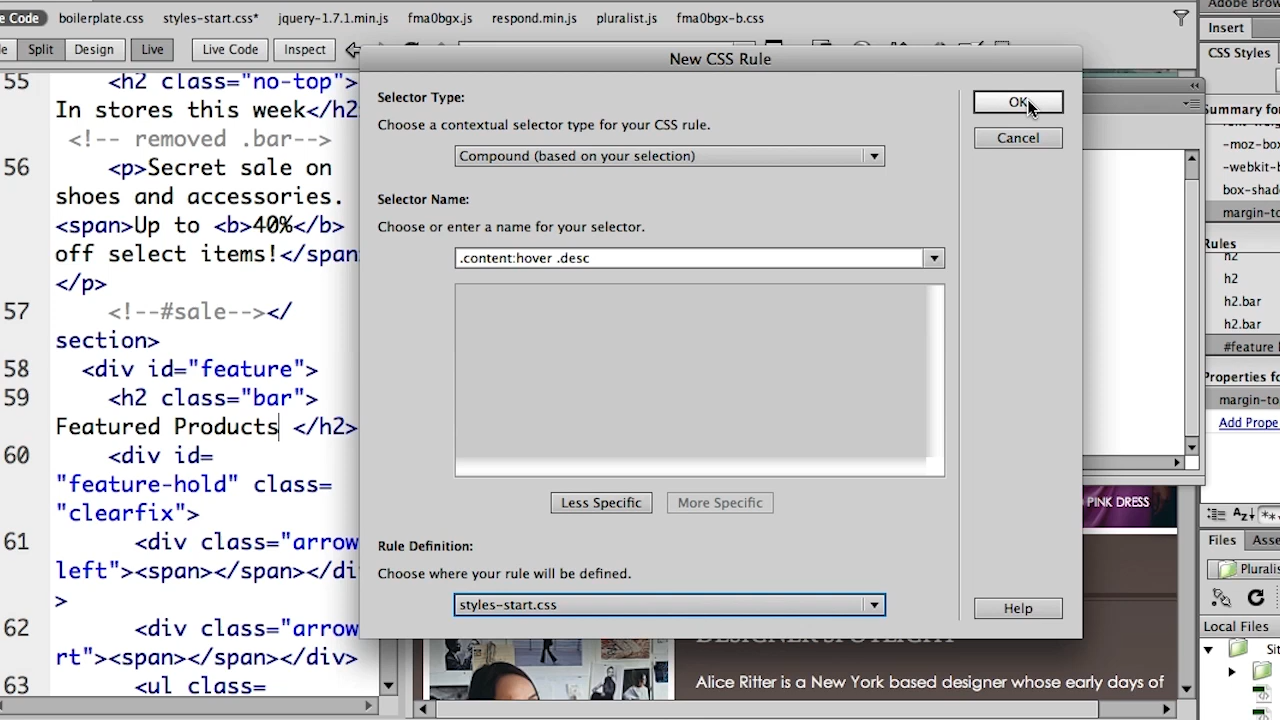 e Code boilerplate.css styles-start.css* jquery-1.7.1.min.js fma0bgx.js respond.min.js pluralist.js fma0bgx-b.css
Split Design Live Live Code Inspect
55 <h2 class="no-top">
In stores this week</h2
<!-- removed .bar-->
56 <p>Secret sale on
shoes and accessories.
<span>Up to <b>40%</b>
off select items!</span
</p>
57 <!--#sale--></
section>
58 <div id="feature">
59 <h2 class="bar">
Featured Products </h2>
60 <div id=
"feature-hold" class=
"clearfix">
61 <div class="arrow
left"><span></span></di
>
62 <div class="arrow
rt"><span></span></div>
63 <ul class=
New CSS Rule
Selector Type:
Choose a contextual selector type for your CSS rule.
Compound (based on your selection)
Selector Name:
Choose or enter a name for your selector.
.content:hover .desc
Less Specific More Specific
Rule Definition:
Choose where your rule will be defined.
styles-start.css
OK
Cancel
Help
PINK DRESS
DESIGNER SPOTLIGHT
Alice Ritter is a New York based designer whose early days of
Adobe Brow
Insert
CSS Styles
Summary for
-moz-box
-webkit-b
box-shad
margin-to
Rules
h2
h2
h2.bar
h2.bar
#feature
Properties fo
margin-to
Add Prope
Files Asse
Pluralis
Local Files
Sit